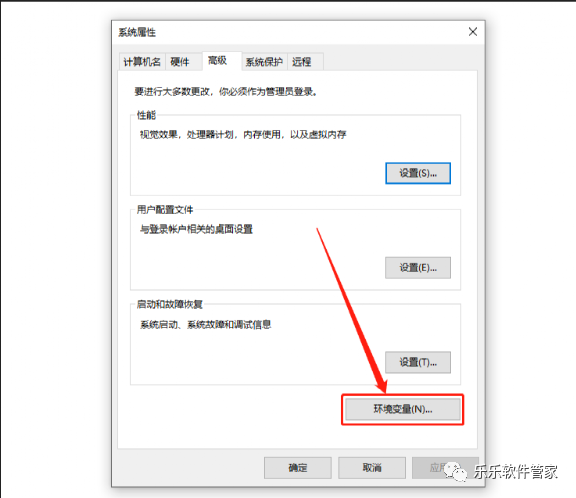 系统属性
计算机名 硬件 高级 系统保护 远程
要进行大多数更改，你必须作为管理员登录。
性能
视觉效果，处理器计划，内存使用，以及虚拟内存
设置(S)...
用户配置文件
与登录帐户相关的桌面设置
设置(E)...
启动和故障恢复
系统启动、系统故障和调试信息
设置(T)...
环境变量(N)...
确定 取消
乐乐软件管家